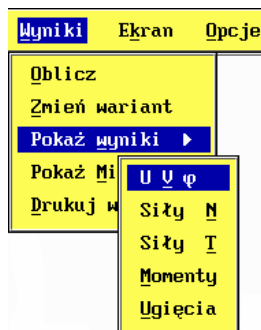 Wyniki Ekran Opcje
Oblicz
Zmień wariant
Pokaż wyniki
Pokaż Mi
Drukuj w
U V φ
Siły N
Siły T
Momenty
Ugięcia